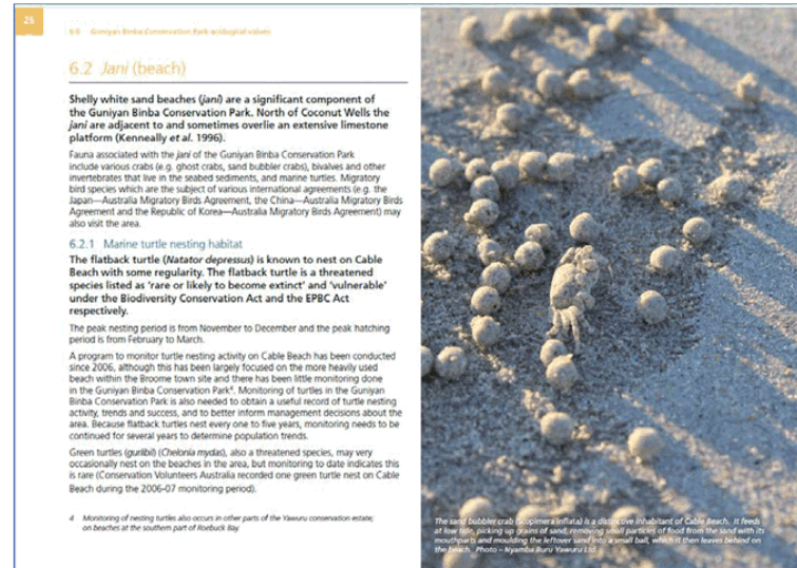 26
6.0 Guniyan Binba Conservation Park ecological values
6.2 Jani (beach)
Shelly white sand beaches (jani) are a significant component of
the Guniyan Binba Conservation Park. North of Coconut Wells the
jani are adjacent to and sometimes overlie an extensive limestone
platform (Kenneally et al. 1996).
Fauna associated with the jani of the Guniyan Binba Conservation Park
include various crabs (e.g. ghost crabs, sand bubbler crabs), bivalves and other
invertebrates that live in the seabed sediments, and marine turtles. Migratory
bird species which are the subject of various international agreements (e.g. the
Japan—Australia Migratory Birds Agreement, the China—Australia Migratory Birds
Agreement and the Republic of Korea—Australia Migratory Birds Agreement) may
also visit the area.
6.2.1 Marine turtle nesting habitat
The flatback turtle (Natator depressus) is known to nest on Cable
Beach with some regularity. The flatback turtle is a threatened
species listed as ‘rare or likely to become extinct’ and ‘vulnerable’
under the Biodiversity Conservation Act and the EPBC Act
respectively.
The peak nesting period is from November to December and the peak hatching
period is from February to March.
A program to monitor turtle nesting activity on Cable Beach has been conducted
since 2006, although this has been largely focused on the more heavily used
beach within the Broome town site and there has been little monitoring done
in the Guniyan Binba Conservation Park⁴. Monitoring of turtles in the Guniyan
Binba Conservation Park is also needed to obtain a useful record of turtle nesting
activity, trends and success, and to better inform management decisions about the
area. Because flatback turtles nest every one to five years, monitoring needs to be
continued for several years to determine population trends.
Green turtles (gurlibil) (Chelonia mydas), also a threatened species, may very
occasionally nest on the beaches in the area, but monitoring to date indicates this
is rare (Conservation Volunteers Australia recorded one green turtle nest on Cable
Beach during the 2006-07 monitoring period).
4 Monitoring of nesting turtles also occurs in other parts of the Yawuru conservation estate;
on beaches at the southern part of Roebuck Bay.
The sand bubbler crab (Scopimera inflata) is a distinctive inhabitant of Cable Beach. It feeds
at low tide, picking up grains of sand, removing small particles of food from the sand with its
mouthparts and moulding the leftover sand into a small ball, which it then leaves behind on
the beach. Photo – Nyamba Buru Yawuru Ltd